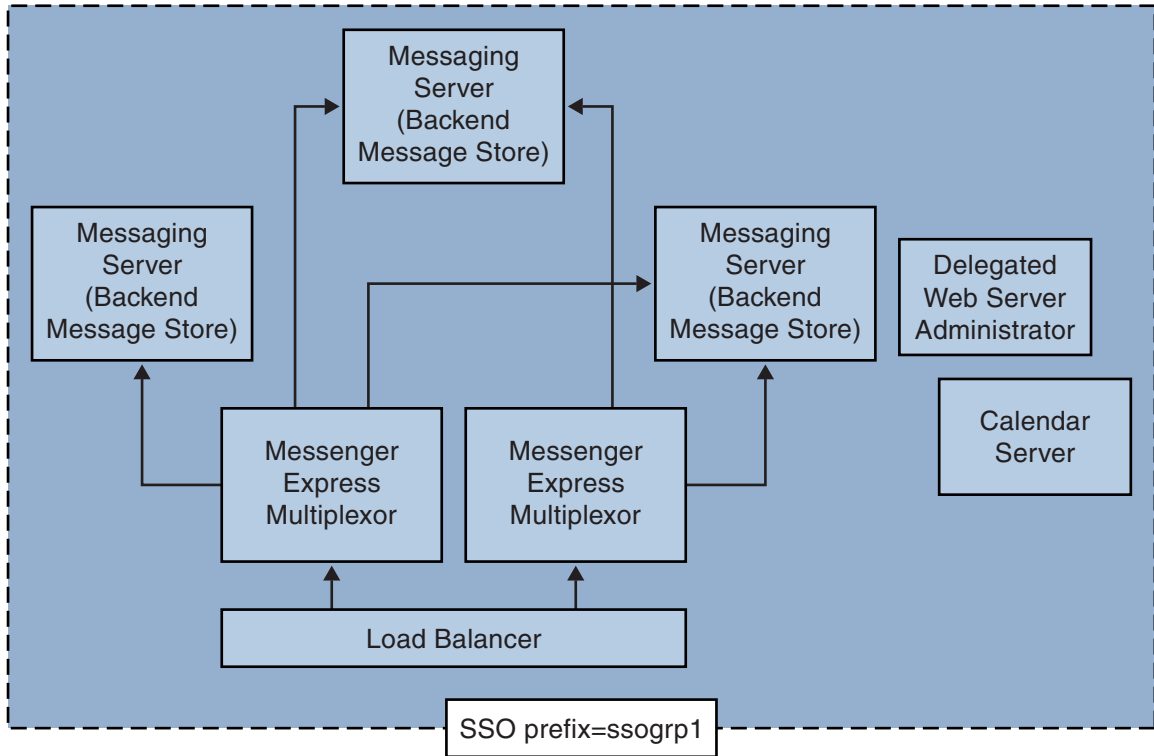 Messaging
Server
(Backend
Message Store)
Messaging
Server
(Backend
Message Store)
Messaging
Server
(Backend
Message Store)
Delegated
Web Server
Administrator
Calendar
Server
Messenger
Express
Multiplexor
Messenger
Express
Multiplexor
Load Balancer
SSO prefix=ssogrp1